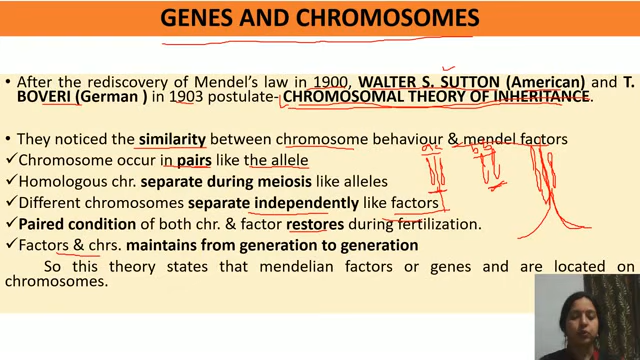 GENES AND CHROMOSOMES
• After the rediscovery of Mendel's law in 1900, WALTER S. SUTTON (American) and T.
BOVERI (German ) in 1903 postulate- CHROMOSOMAL THEORY OF INHERITANCE.
• They noticed the similarity between chromosome behaviour & mendel factors
✓Chromosome occur in pairs like the allele
✓Homologous chr. separate during meiosis like alleles
✓Different chromosomes separate independently like factors
✓Paired condition of both chr. & factor restores during fertilization.
✓Factors & chrs. maintains from generation to generation
So this theory states that mendelian factors or genes and are located on
chromosomes.